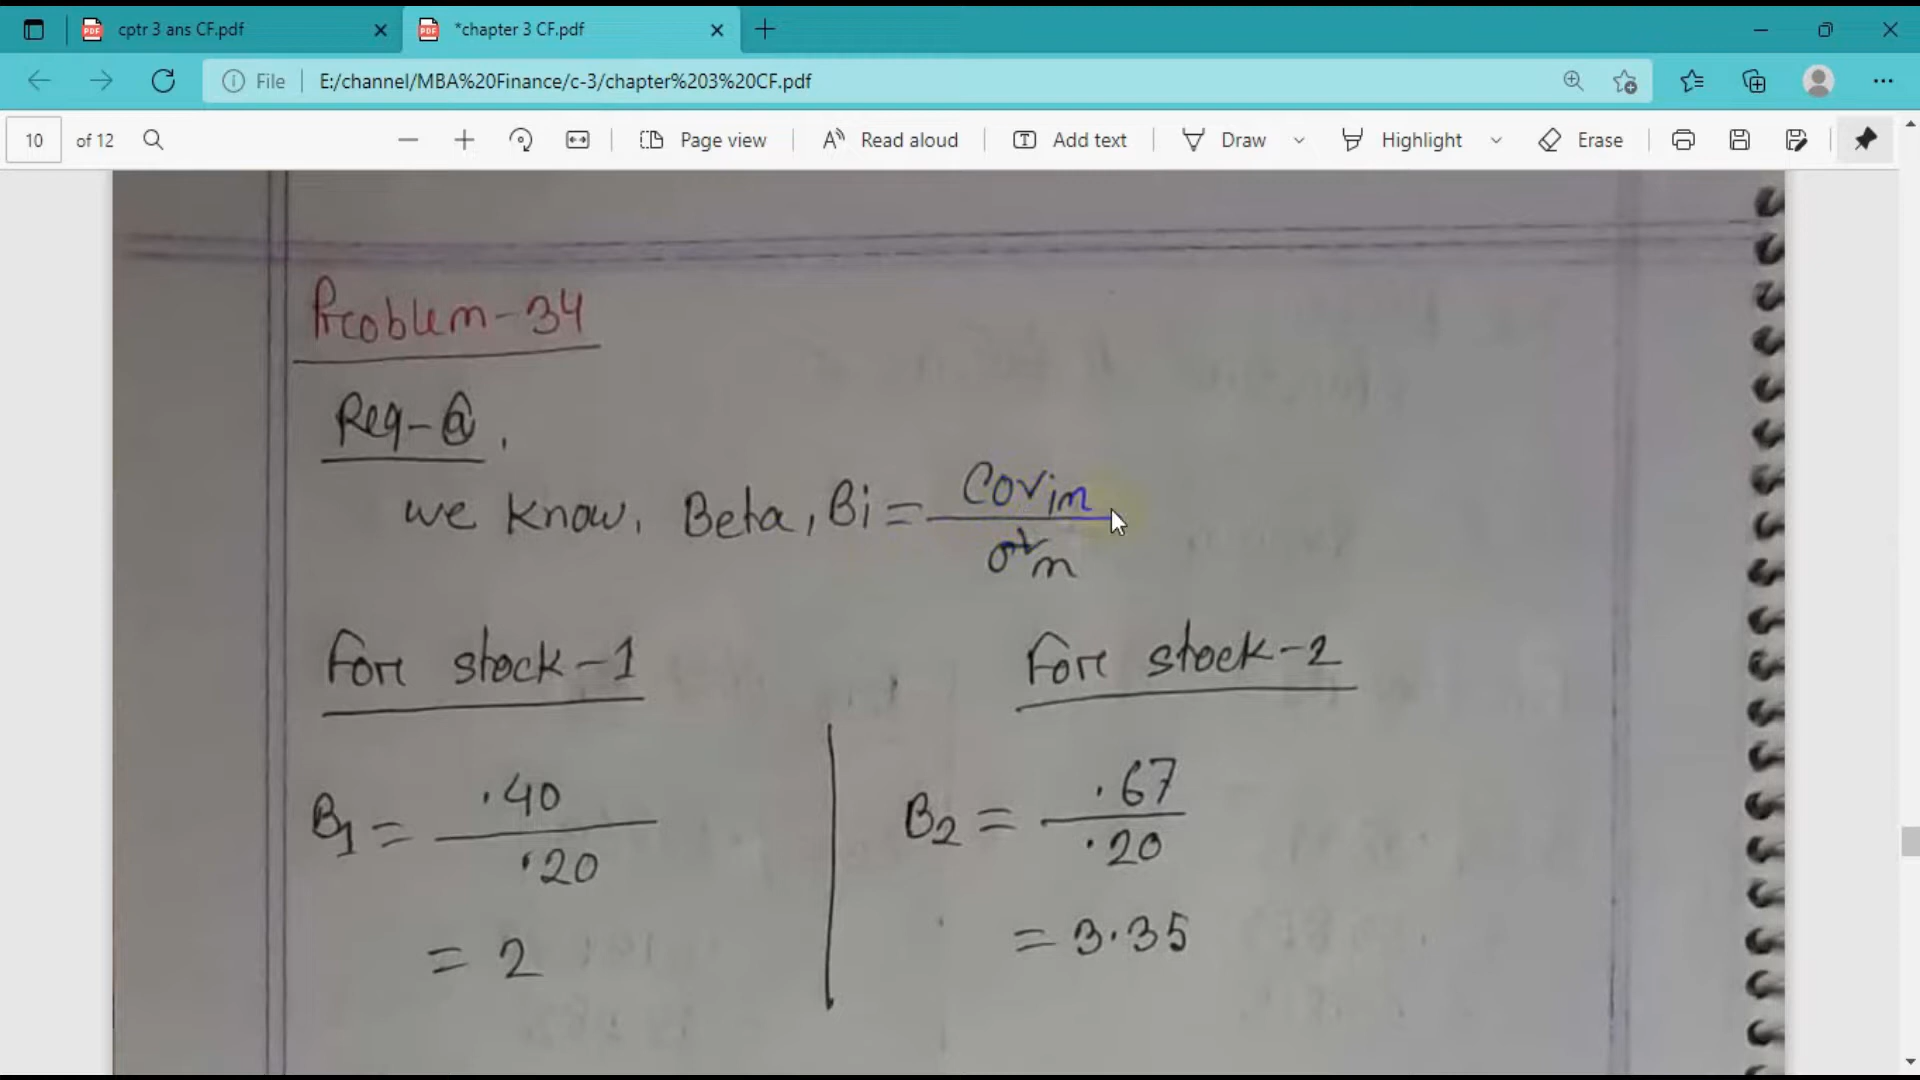 cptr 3 ans CF.pdf
*chapter 3 CF.pdf
File E:/channel/MBA%20Finance/c-3/chapter%203%20CF.pdf
10 of 12 Page view Read aloud Add text Draw Highlight Erase
Problem-34
Req-ⓐ.
we know, Beta, Bi = Covim / σ²m
For stock-1
For stock-2
B1 = .40 / .20
= 2
B2 = .67 / .20
= 3.35